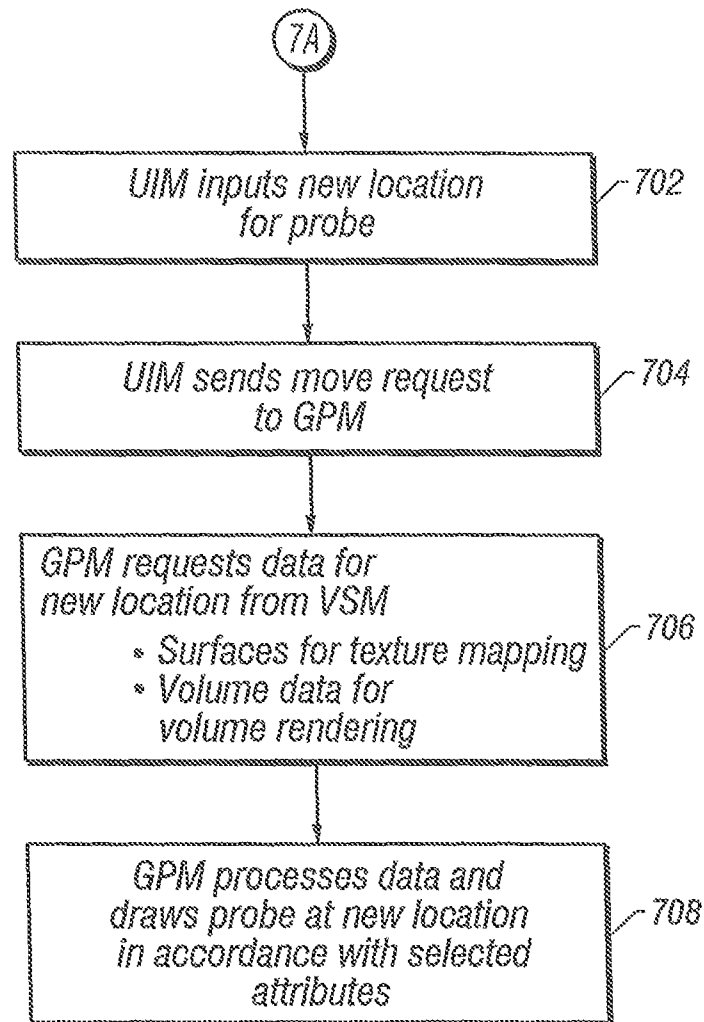 7A
UIM inputs new location
for probe
702
UIM sends move request
to GPM
704
GPM requests data for
new location from VSM
• Surfaces for texture mapping
• Volume data for
volume rendering
706
GPM processes data and
draws probe at new location
in accordance with selected
attributes
708